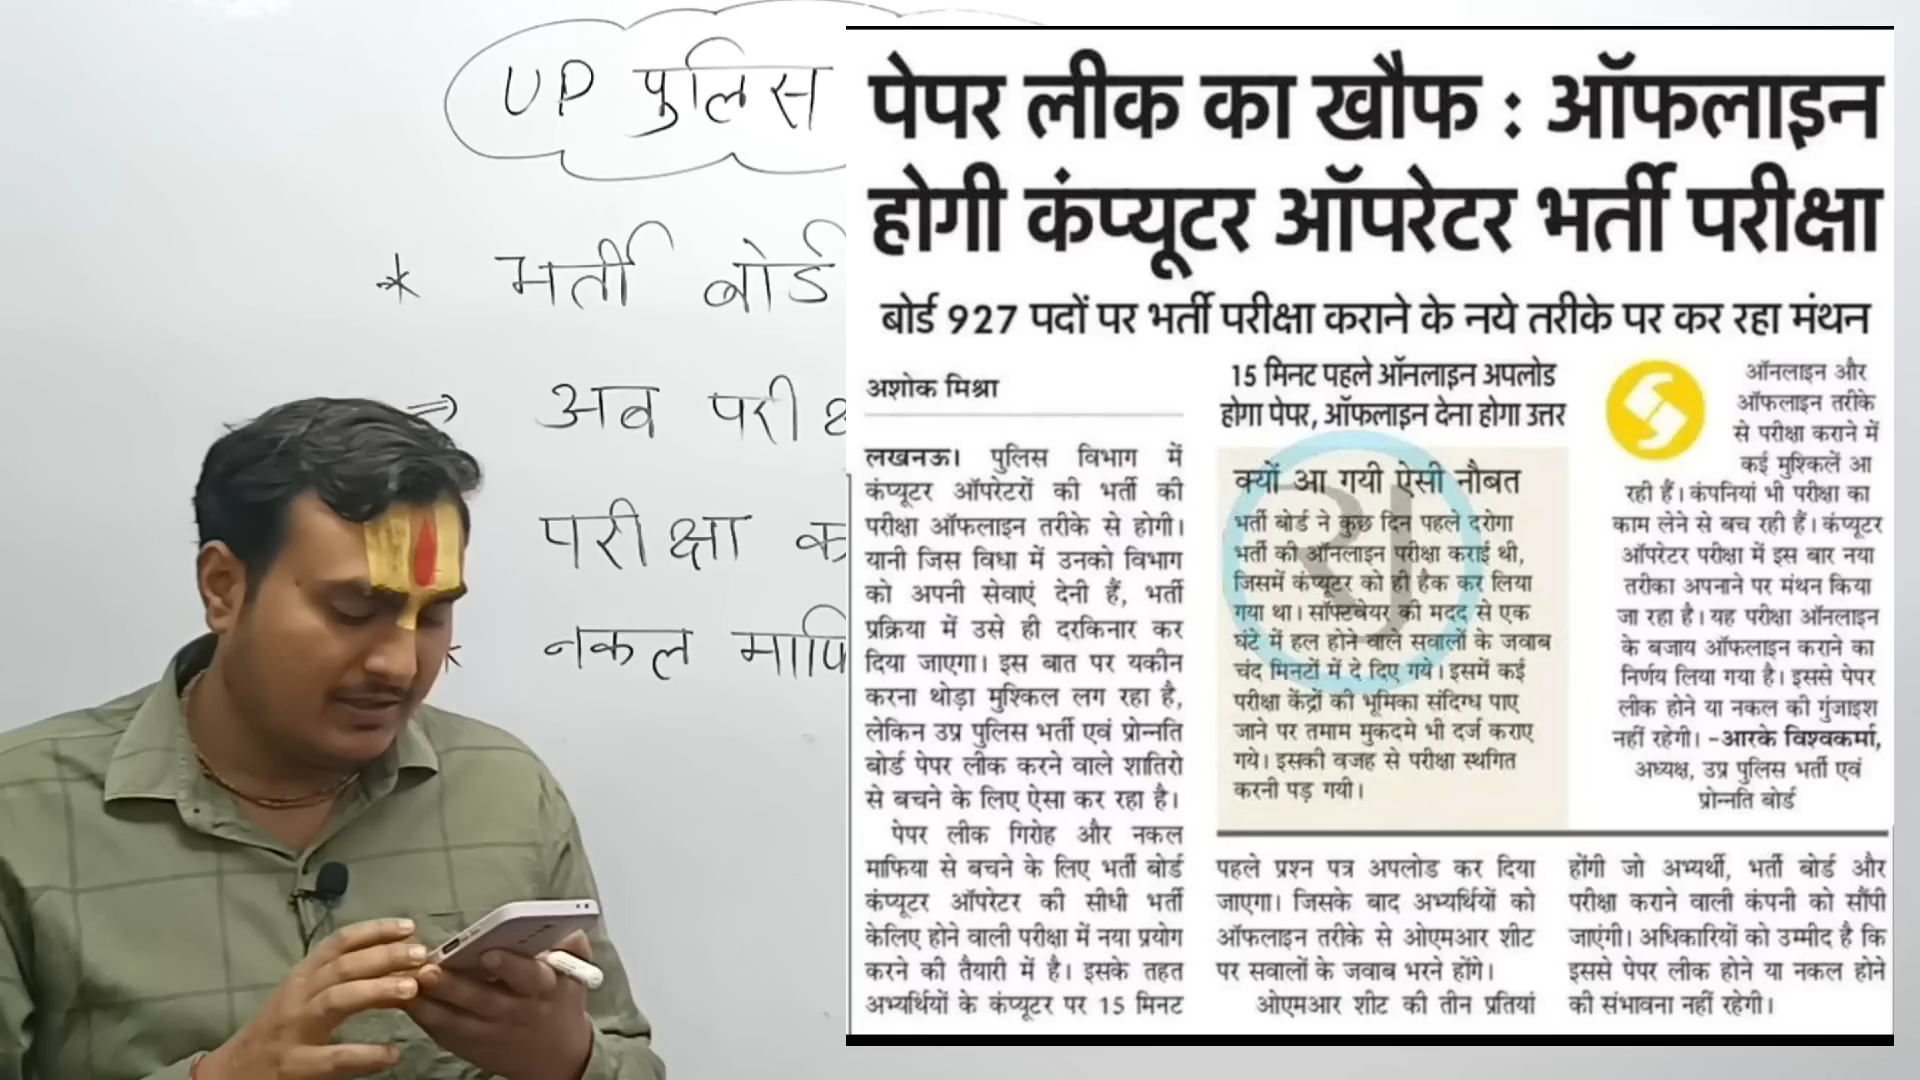 UP पुलिस
* भर्ती बोर्ड
⇒ अब परीक्ष
परीक्षा क
* नकल माफि
पेपर लीक का खौफ : ऑफलाइन
होगी कंप्यूटर ऑपरेटर भर्ती परीक्षा
बोर्ड 927 पदों पर भर्ती परीक्षा कराने के नये तरीके पर कर रहा मंथन
अशोक मिश्रा
लखनऊ। पुलिस विभाग में
कंप्यूटर ऑपरेटरों की भर्ती की
परीक्षा ऑफलाइन तरीके से होगी।
यानी जिस विधा में उनको विभाग
को अपनी सेवाएं देनी हैं, भर्ती
प्रक्रिया में उसे ही दरकिनार कर
दिया जाएगा। इस बात पर यकीन
करना थोड़ा मुश्किल लग रहा है,
लेकिन उप्र पुलिस भर्ती एवं प्रोन्नति
बोर्ड पेपर लीक करने वाले शातिरो
से बचने के लिए ऐसा कर रहा है।
पेपर लीक गिरोह और नकल
माफिया से बचने के लिए भर्ती बोर्ड
कंप्यूटर ऑपरेटर की सीधी भर्ती
केलिए होने वाली परीक्षा में नया प्रयोग
करने की तैयारी में है। इसके तहत
अभ्यर्थियों के कंप्यूटर पर 15 मिनट
15 मिनट पहले ऑनलाइन अपलोड
होगा पेपर, ऑफलाइन देना होगा उत्तर
क्यों आ गयी ऐसी नौबत
भर्ती बोर्ड ने कुछ दिन पहले दरोगा
भर्ती की ऑनलाइन परीक्षा कराई थी,
जिसमें कंप्यूटर को ही हैक कर लिया
गया था। सॉफ्टवेयर की मदद से एक
घंटे में हल होने वाले सवालों के जवाब
चंद मिनटों में दे दिए गये। इसमें कई
परीक्षा केंद्रों की भूमिका संदिग्ध पाए
जाने पर तमाम मुकदमे भी दर्ज कराए
गये। इसकी वजह से परीक्षा स्थगित
करनी पड़ गयी।
ऑनलाइन और
ऑफलाइन तरीके
से परीक्षा कराने में
कई मुश्किलें आ
रही हैं। कंपनियां भी परीक्षा का
काम लेने से बच रही हैं। कंप्यूटर
ऑपरेटर परीक्षा में इस बार नया
तरीका अपनाने पर मंथन किया
जा रहा है। यह परीक्षा ऑनलाइन
के बजाय ऑफलाइन कराने का
निर्णय लिया गया है। इससे पेपर
लीक होने या नकल की गुंजाइश
नहीं रहेगी। –आरके विश्वकर्मा,
अध्यक्ष, उप्र पुलिस भर्ती एवं
प्रोन्नति बोर्ड
पहले प्रश्न पत्र अपलोड कर दिया
जाएगा। जिसके बाद अभ्यर्थियों को
ऑफलाइन तरीके से ओएमआर शीट
पर सवालों के जवाब भरने होंगे।
ओएमआर शीट की तीन प्रतियां
होंगी जो अभ्यर्थी, भर्ती बोर्ड और
परीक्षा कराने वाली कंपनी को सौंपी
जाएंगी। अधिकारियों को उम्मीद है कि
इससे पेपर लीक होने या नकल होने
की संभावना नहीं रहेगी।